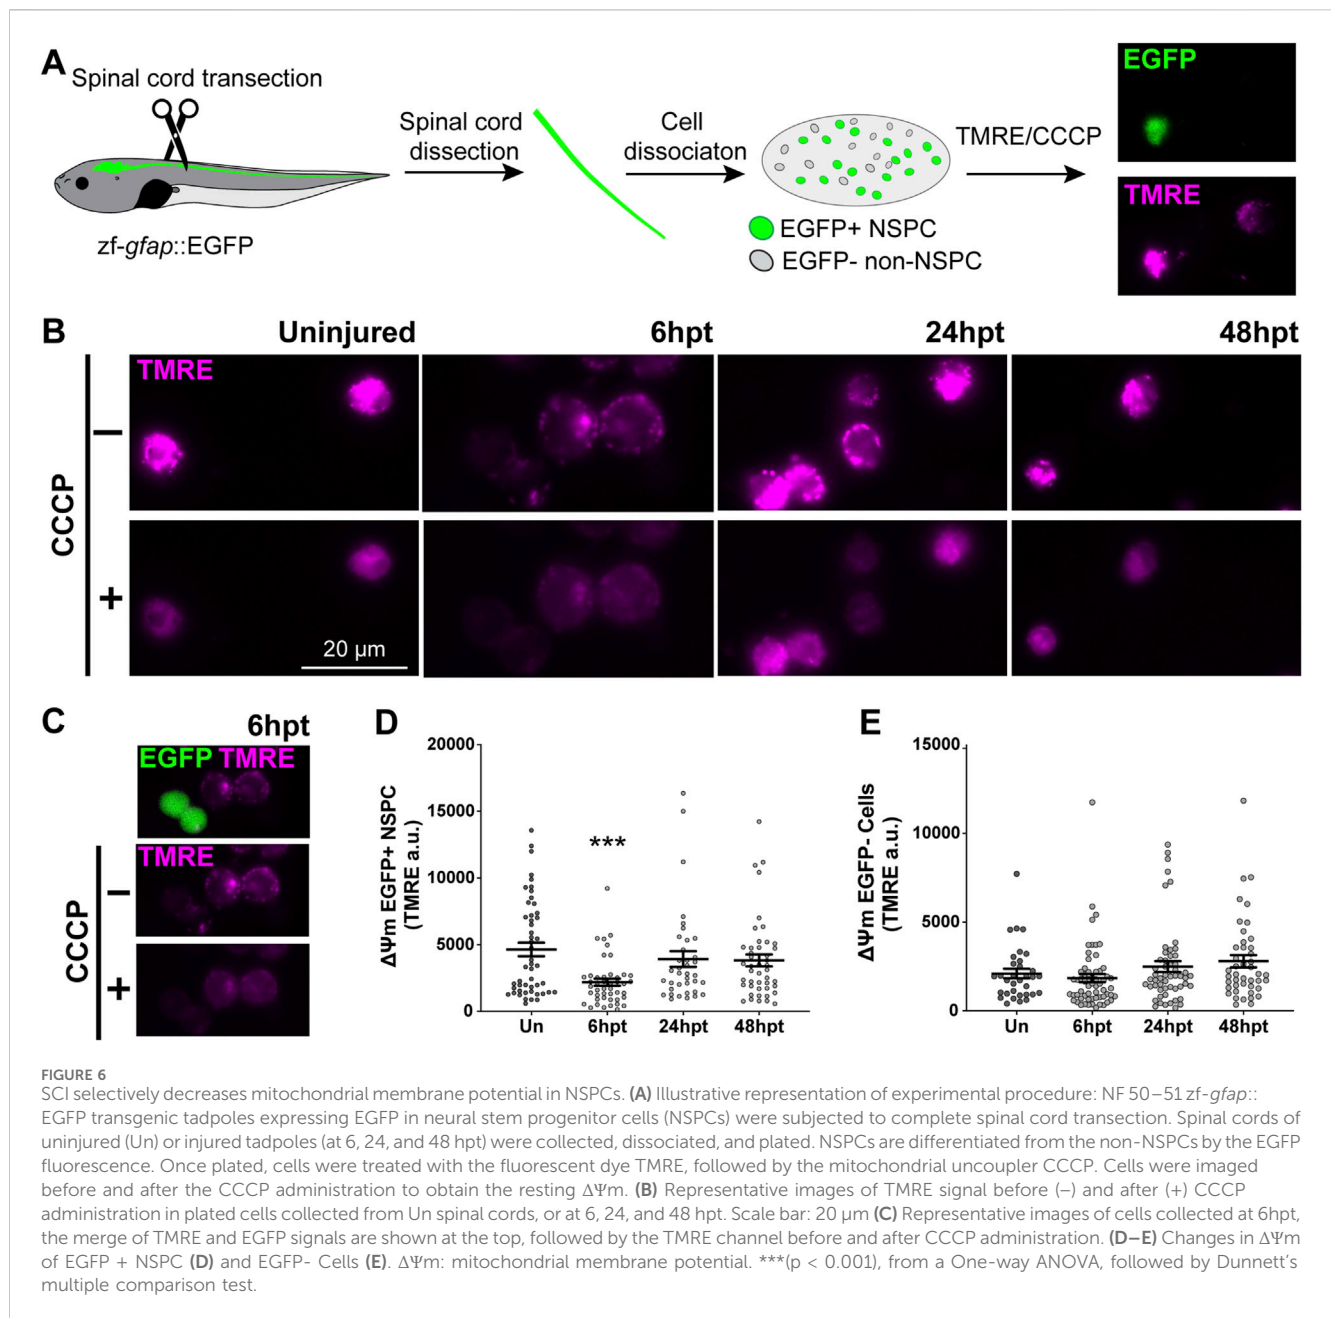 A
Spinal cord transection
zf-gfap::EGFP
Spinal cord
dissection
Cell
dissociaton
EGFP+ NSPC
EGFP- non-NSPC
TMRE/CCCP
EGFP
TMRE
B
Uninjured
6hpt
24hpt
48hpt
TMRE
CCCP
−
+
20 µm
C
6hpt
EGFP TMRE
TMRE
CCCP
−
+
D
ΔΨm EGFP+ NSPC
(TMRE a.u.)
20000
15000
10000
5000
0
***
Un
6hpt
24hpt
48hpt
E
ΔΨm EGFP- Cells
(TMRE a.u.)
15000
10000
5000
0
Un
6hpt
24hpt
48hpt
FIGURE 6
SCI selectively decreases mitochondrial membrane potential in NSPCs. (A) Illustrative representation of experimental procedure: NF 50–51 zf-gfap::
EGFP transgenic tadpoles expressing EGFP in neural stem progenitor cells (NSPCs) were subjected to complete spinal cord transection. Spinal cords of
uninjured (Un) or injured tadpoles (at 6, 24, and 48 hpt) were collected, dissociated, and plated. NSPCs are differentiated from the non-NSPCs by the EGFP
fluorescence. Once plated, cells were treated with the fluorescent dye TMRE, followed by the mitochondrial uncoupler CCCP. Cells were imaged
before and after the CCCP administration to obtain the resting ΔΨm. (B) Representative images of TMRE signal before (–) and after (+) CCCP
administration in plated cells collected from Un spinal cords, or at 6, 24, and 48 hpt. Scale bar: 20 µm (C) Representative images of cells collected at 6hpt,
the merge of TMRE and EGFP signals are shown at the top, followed by the TMRE channel before and after CCCP administration. (D–E) Changes in ΔΨm
of EGFP + NSPC (D) and EGFP- Cells (E). ΔΨm: mitochondrial membrane potential. ***(p < 0.001), from a One-way ANOVA, followed by Dunnett's
multiple comparison test.